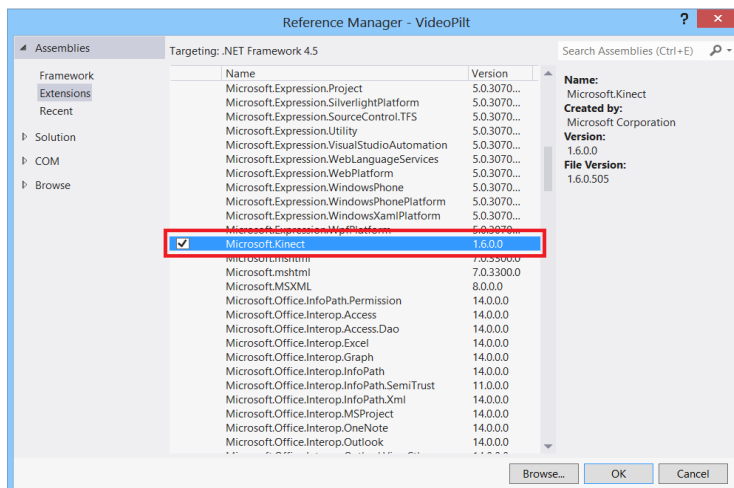 Reference Manager - VideoPilt
?
Assemblies
Framework
Extensions
Recent
Solution
COM
Browse
Targeting: .NET Framework 4.5
Search Assemblies (Ctrl+E)
Name Version
Microsoft.Expression.Project 5.0.3070...
Microsoft.Expression.SilverlightPlatform 5.0.3070...
Microsoft.Expression.SourceControl.TFS 5.0.3070...
Microsoft.Expression.Utility 5.0.3070...
Microsoft.Expression.VisualStudioAutomation 5.0.3070...
Microsoft.Expression.WebLanguageServices 5.0.3070...
Microsoft.Expression.WebPlatform 5.0.3070...
Microsoft.Expression.WindowsPhone 5.0.3070...
Microsoft.Expression.WindowsPhonePlatform 5.0.3070...
Microsoft.Expression.WindowsXamlPlatform 5.0.3070...
Microsoft.Expression.WpfPlatform 5.0.3070...
Microsoft.Kinect 1.6.0.0
Microsoft.mshtml 7.0.3300.0
Microsoft.mshtml 7.0.3300.0
Microsoft.MSXML 8.0.0.0
Microsoft.Office.InfoPath.Permission 14.0.0.0
Microsoft.Office.Interop.Access 14.0.0.0
Microsoft.Office.Interop.Access.Dao 14.0.0.0
Microsoft.Office.Interop.Excel 14.0.0.0
Microsoft.Office.Interop.Graph 14.0.0.0
Microsoft.Office.Interop.InfoPath 14.0.0.0
Microsoft.Office.Interop.InfoPath.SemiTrust 11.0.0.0
Microsoft.Office.Interop.InfoPath.Xml 14.0.0.0
Microsoft.Office.Interop.MSProject 14.0.0.0
Microsoft.Office.Interop.OneNote 14.0.0.0
Microsoft.Office.Interop.Outlook 14.0.0.0
Name:
Microsoft.Kinect
Created by:
Microsoft Corporation
Version:
1.6.0.0
File Version:
1.6.0.505
Browse... OK Cancel